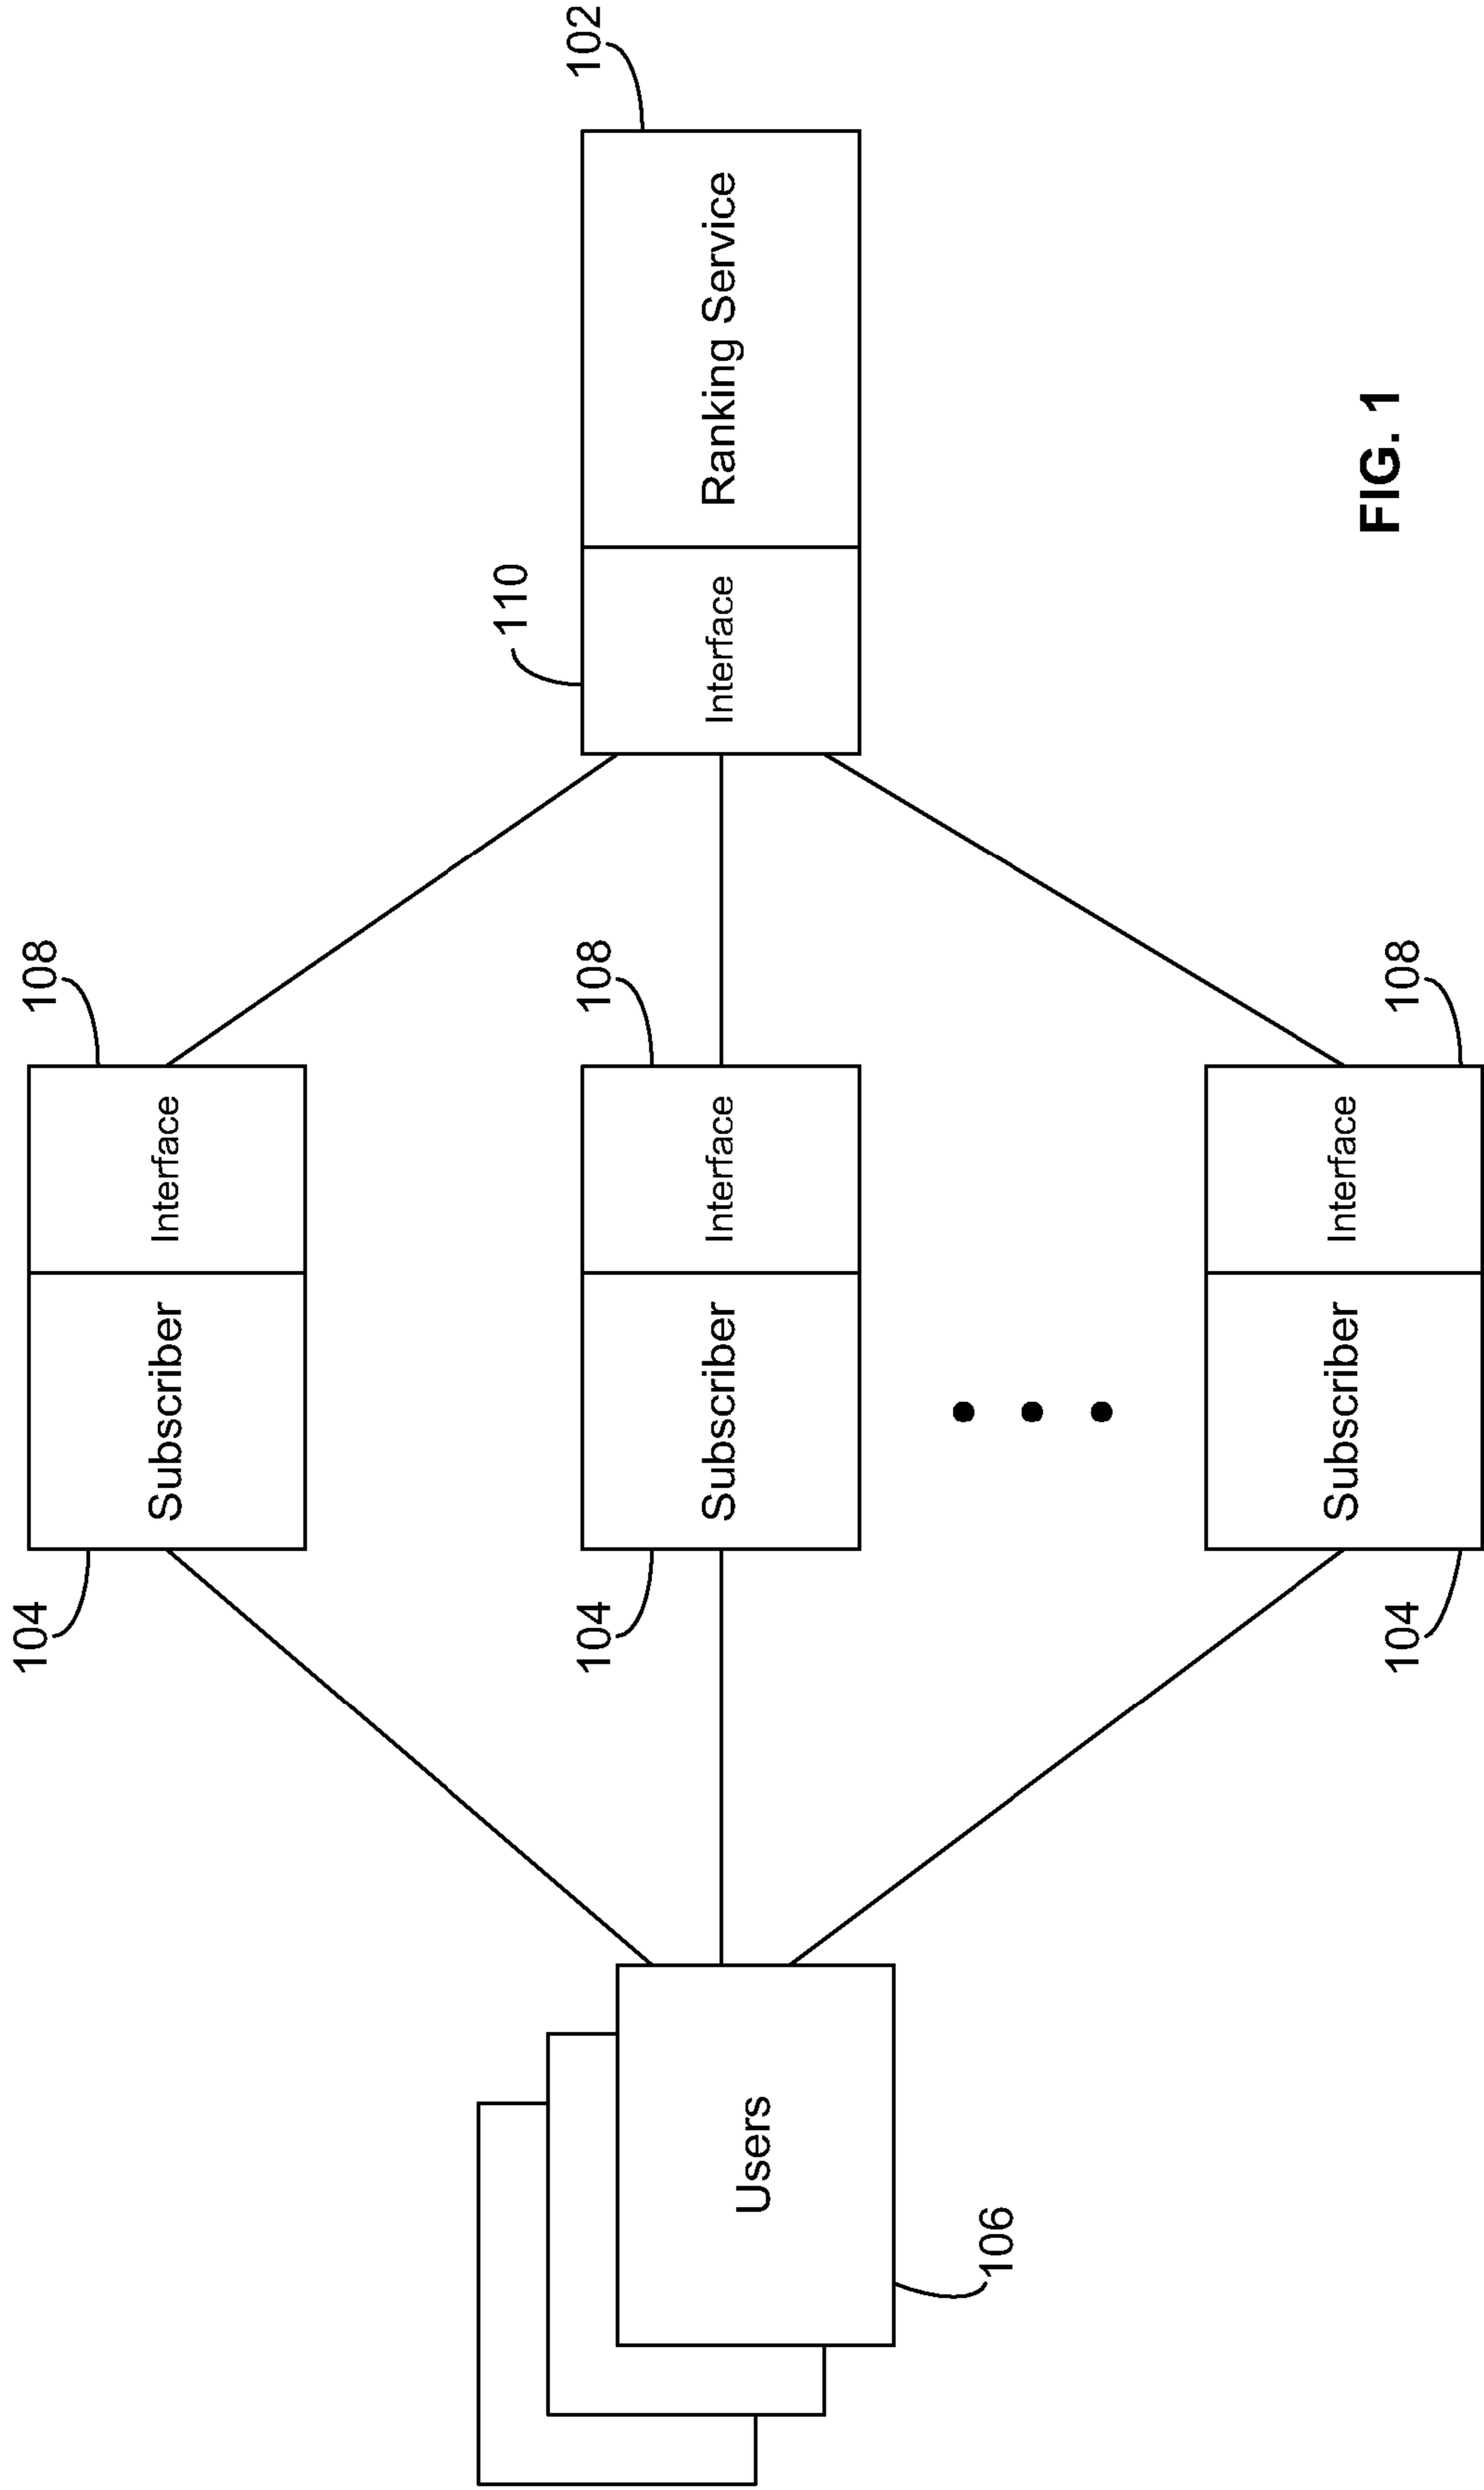 104
108
Subscriber
Interface
110
102
104
108
Users
Subscriber
Interface
Interface
Ranking Service
106
104
108
Subscriber
Interface
FIG. 1